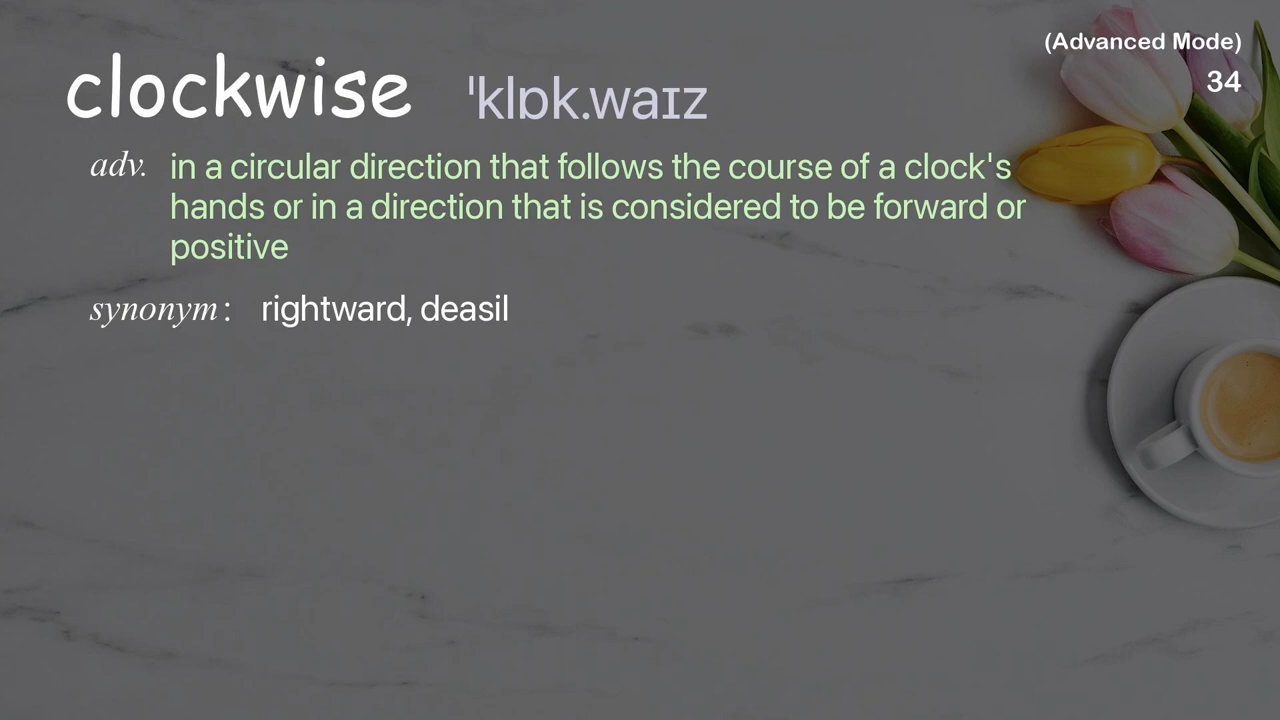 (Advanced Mode)
34
clockwise ˈklɒk.waɪz
adv. in a circular direction that follows the course of a clock's
hands or in a direction that is considered to be forward or
positive
synonym: rightward, deasil